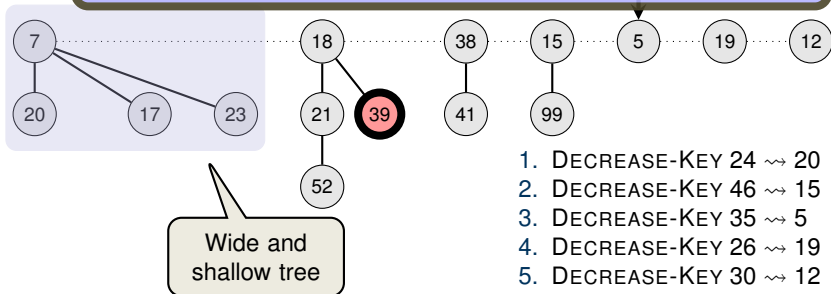 7 18 38 15 5 19 12
20 17 23 21 39 41 99
52
Wide and
shallow tree
1. DECREASE-KEY 24 ⇝ 20
2. DECREASE-KEY 46 ⇝ 15
3. DECREASE-KEY 35 ⇝ 5
4. DECREASE-KEY 26 ⇝ 19
5. DECREASE-KEY 30 ⇝ 12